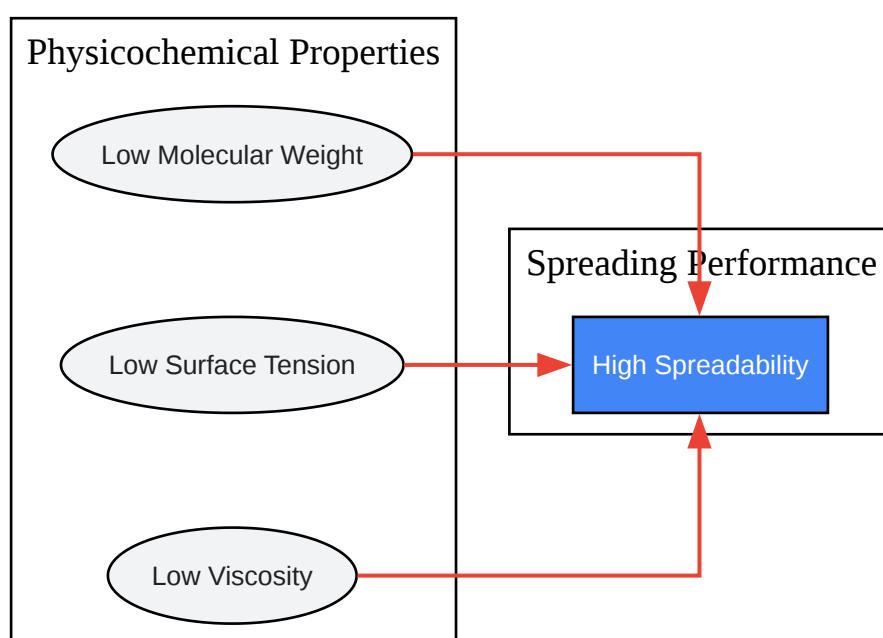 Physicochemical Properties
Low Molecular Weight
Spreading Performance
Low Surface Tension
High Spreadability
Low Viscosity